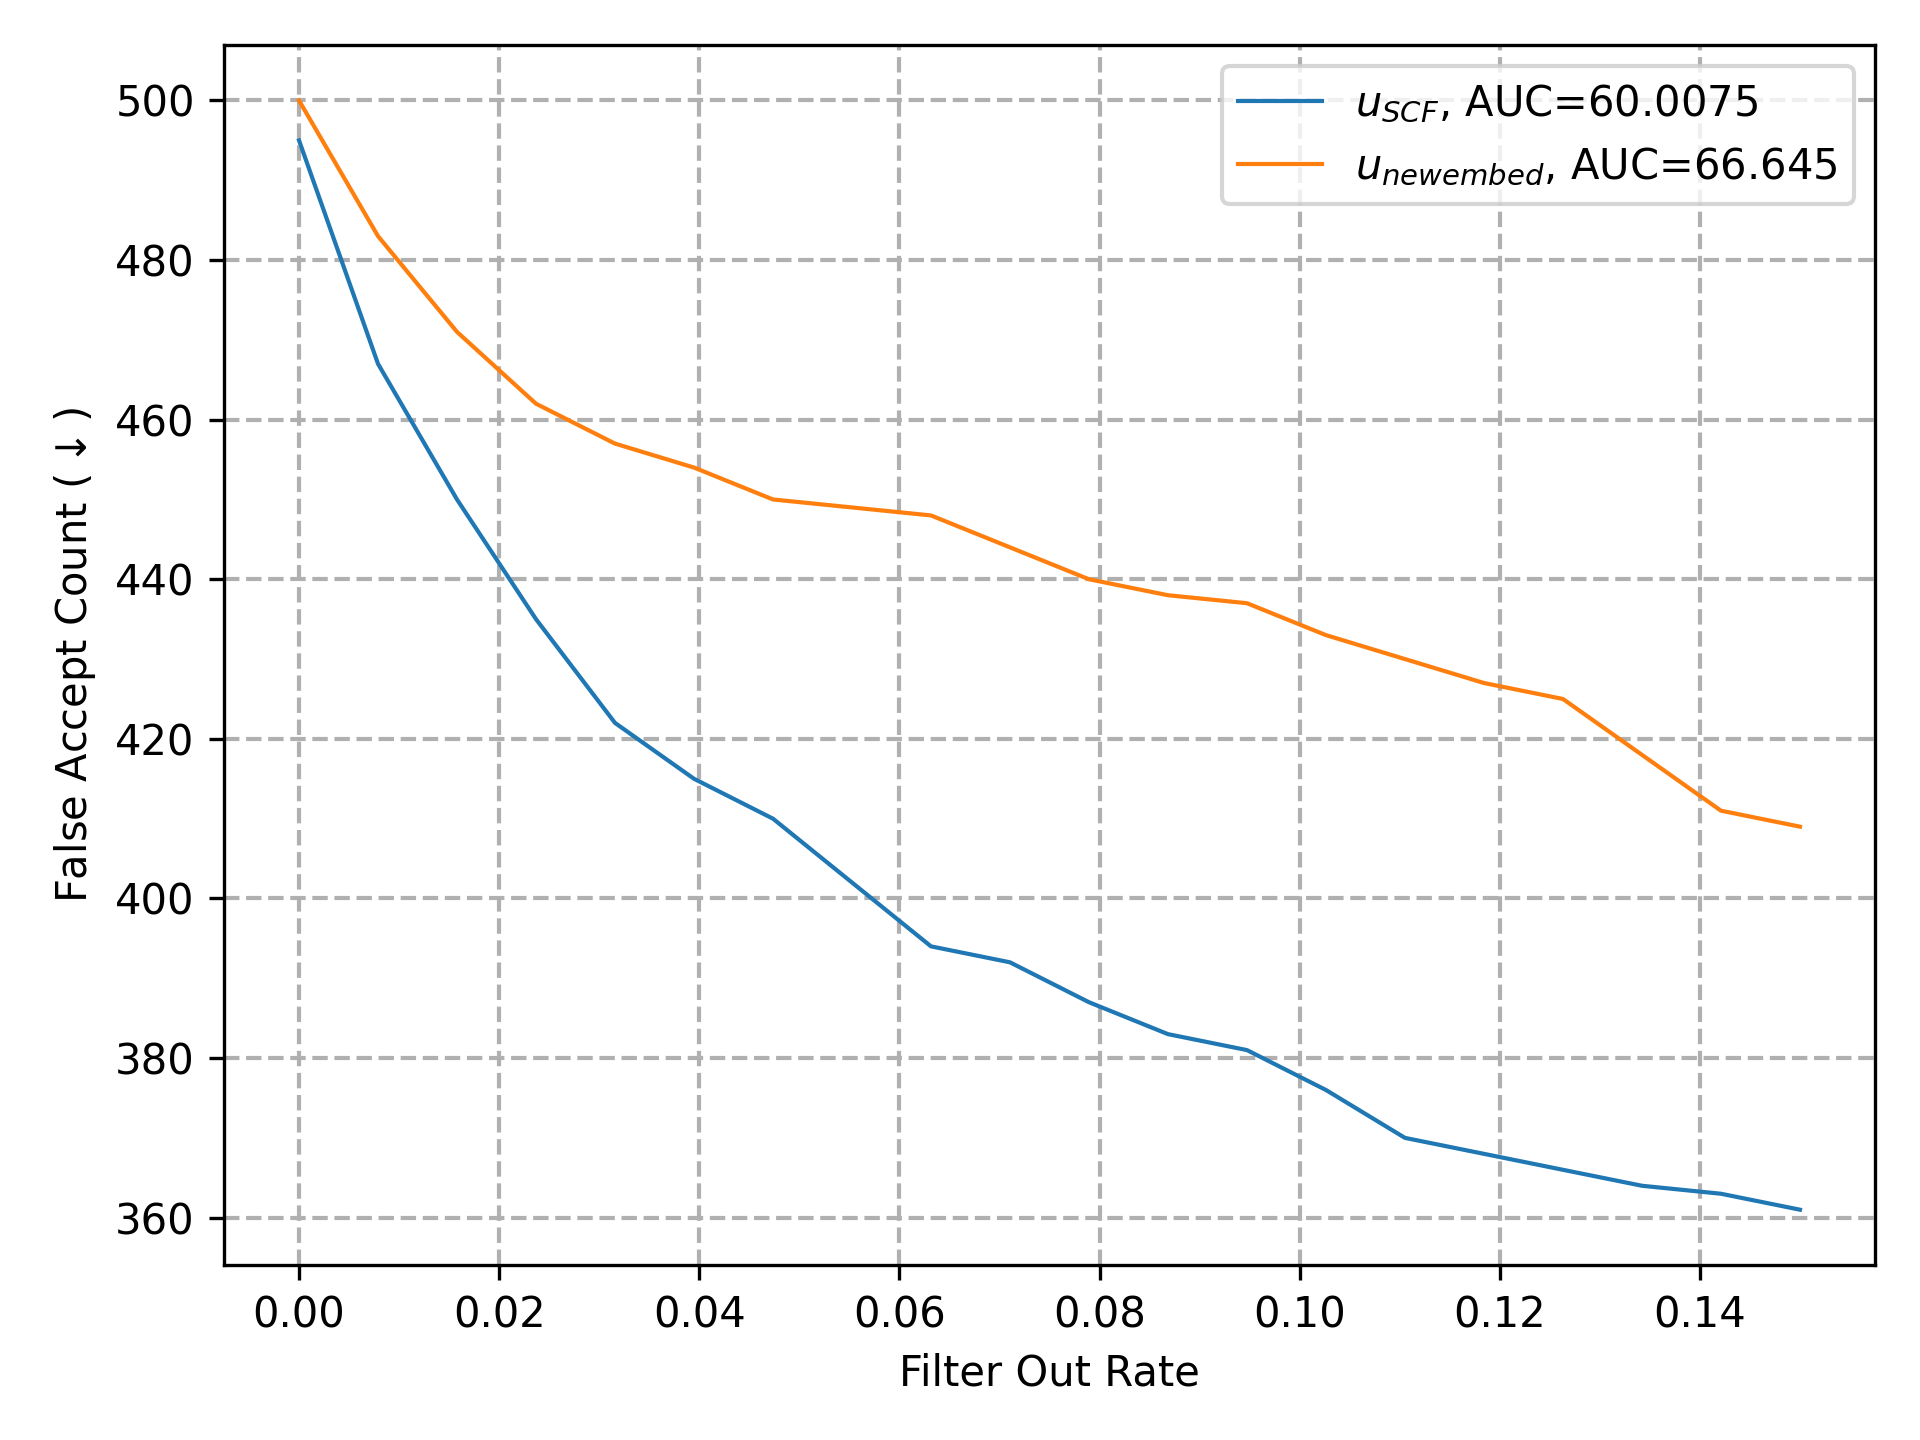 500
480
460
440
420
400
380
360
False Accept Count ( ↓ )
u_SCF, AUC=60.0075
u_newembed, AUC=66.645
0.00 0.02 0.04 0.06 0.08 0.10 0.12 0.14
Filter Out Rate